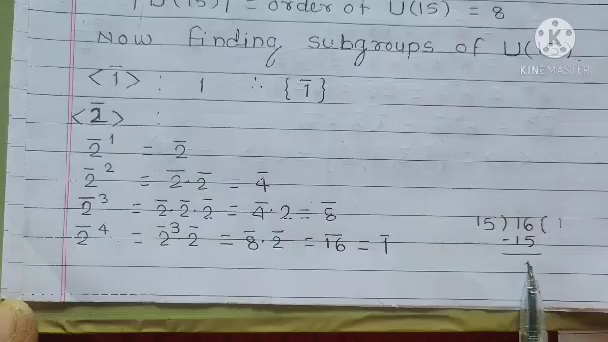 |U(15)| = order of U(15) = 8
Now finding subgroups of U(15).
KINEMASTER
<1̄> : 1 ∴ {1̄}
<2̄> :
2̄¹ = 2̄
2̄² = 2̄·2̄ = 4̄
2̄³ = 2̄·2̄·2̄ = 4̄·2 = 8̄
2̄⁴ = 2̄³·2̄ = 8̄·2̄ = 1̄6̄ = 1̄
15) 16 ( 1
-15